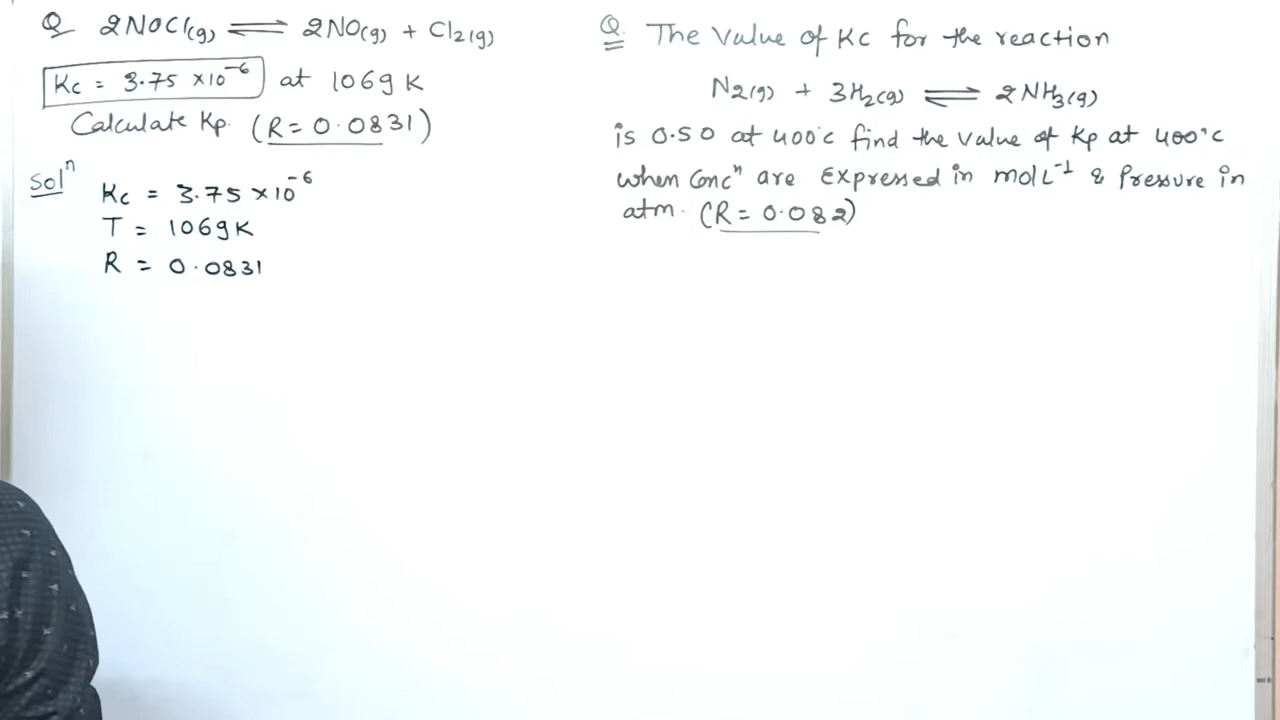 Q 2NOCl(g) ⇌ 2NO(g) + Cl2(g)
Kc = 3.75 ×10⁻⁶ at 1069K
Calculate Kp. (R = 0.0831)
Solⁿ Kc = 3.75 ×10⁻⁶
T = 1069K
R = 0.0831
Q. The Value of Kc for the reaction
N2(g) + 3H2(g) ⇌ 2NH3(g)
is 0.50 at 400°C find the value of Kp at 400°C
when Concⁿ are Expressed in mol L⁻¹ & Pressure in
atm. (R = 0.082)